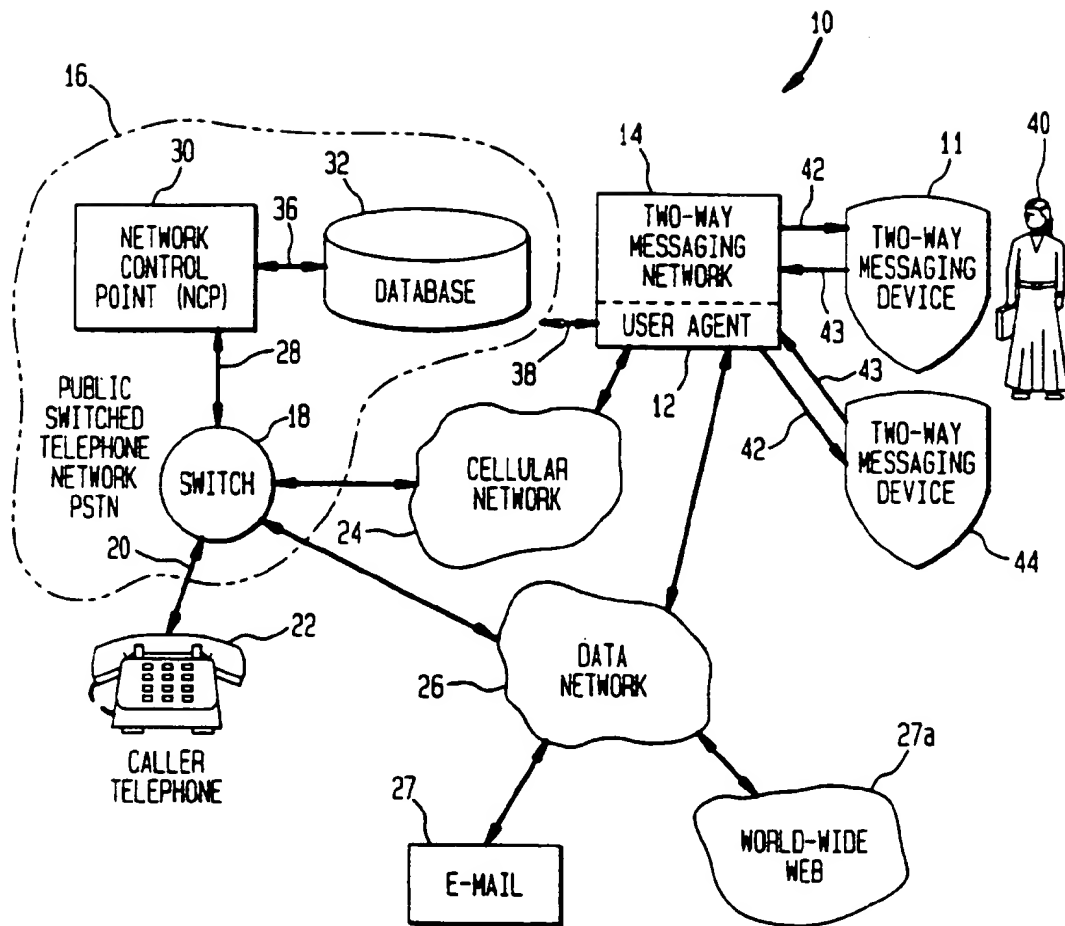 10
16
30
32
14
42
11
40
36
NETWORK
CONTROL
POINT (NCP)
DATABASE
TWO-WAY
MESSAGING
NETWORK
USER AGENT
TWO-WAY
MESSAGING
DEVICE
43
28
38
12
43
42
PUBLIC
SWITCHED
TELEPHONE
NETWORK
PSTN
18
SWITCH
CELLULAR
NETWORK
24
TWO-WAY
MESSAGING
DEVICE
44
20
22
CALLER
TELEPHONE
26
DATA
NETWORK
27
E-MAIL
27a
WORLD-WIDE
WEB